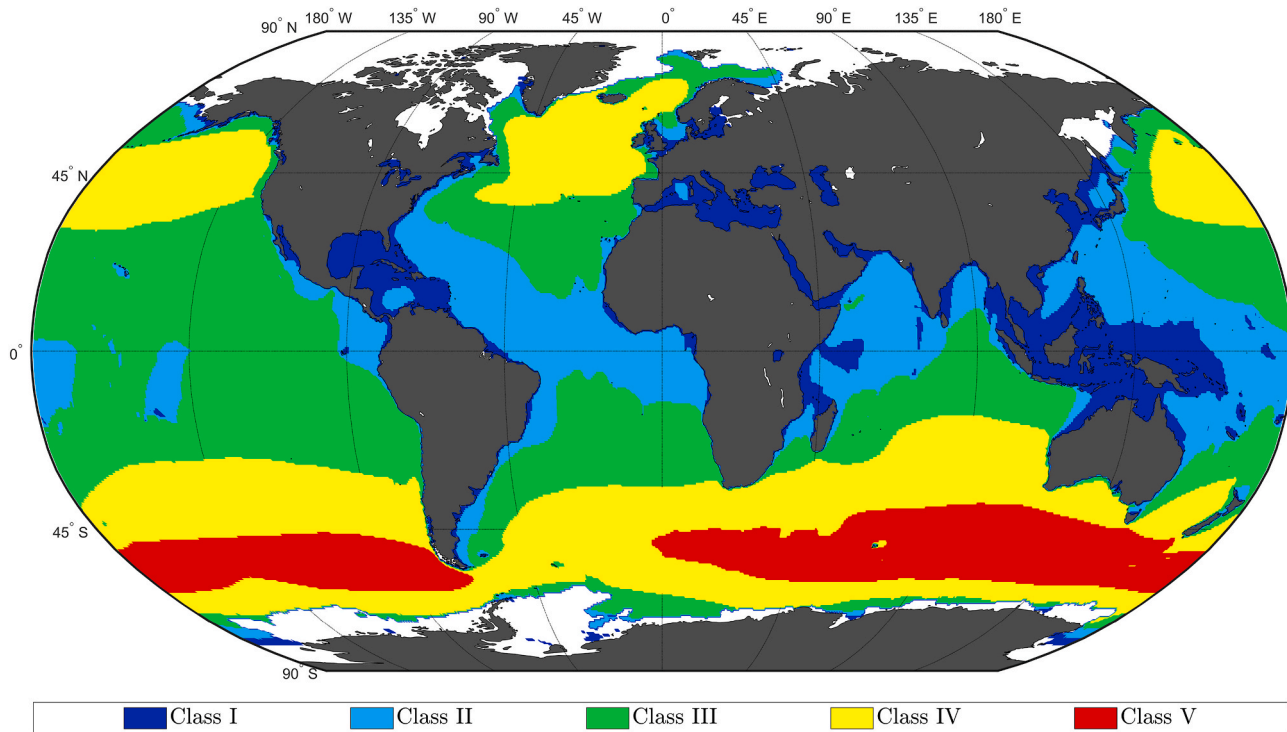 180° W 135° W 90° W 45° W 0° 45° E 90° E 135° E 180° E
90° N
45° N
0°
45° S
90° S
Class I Class II Class III Class IV Class V